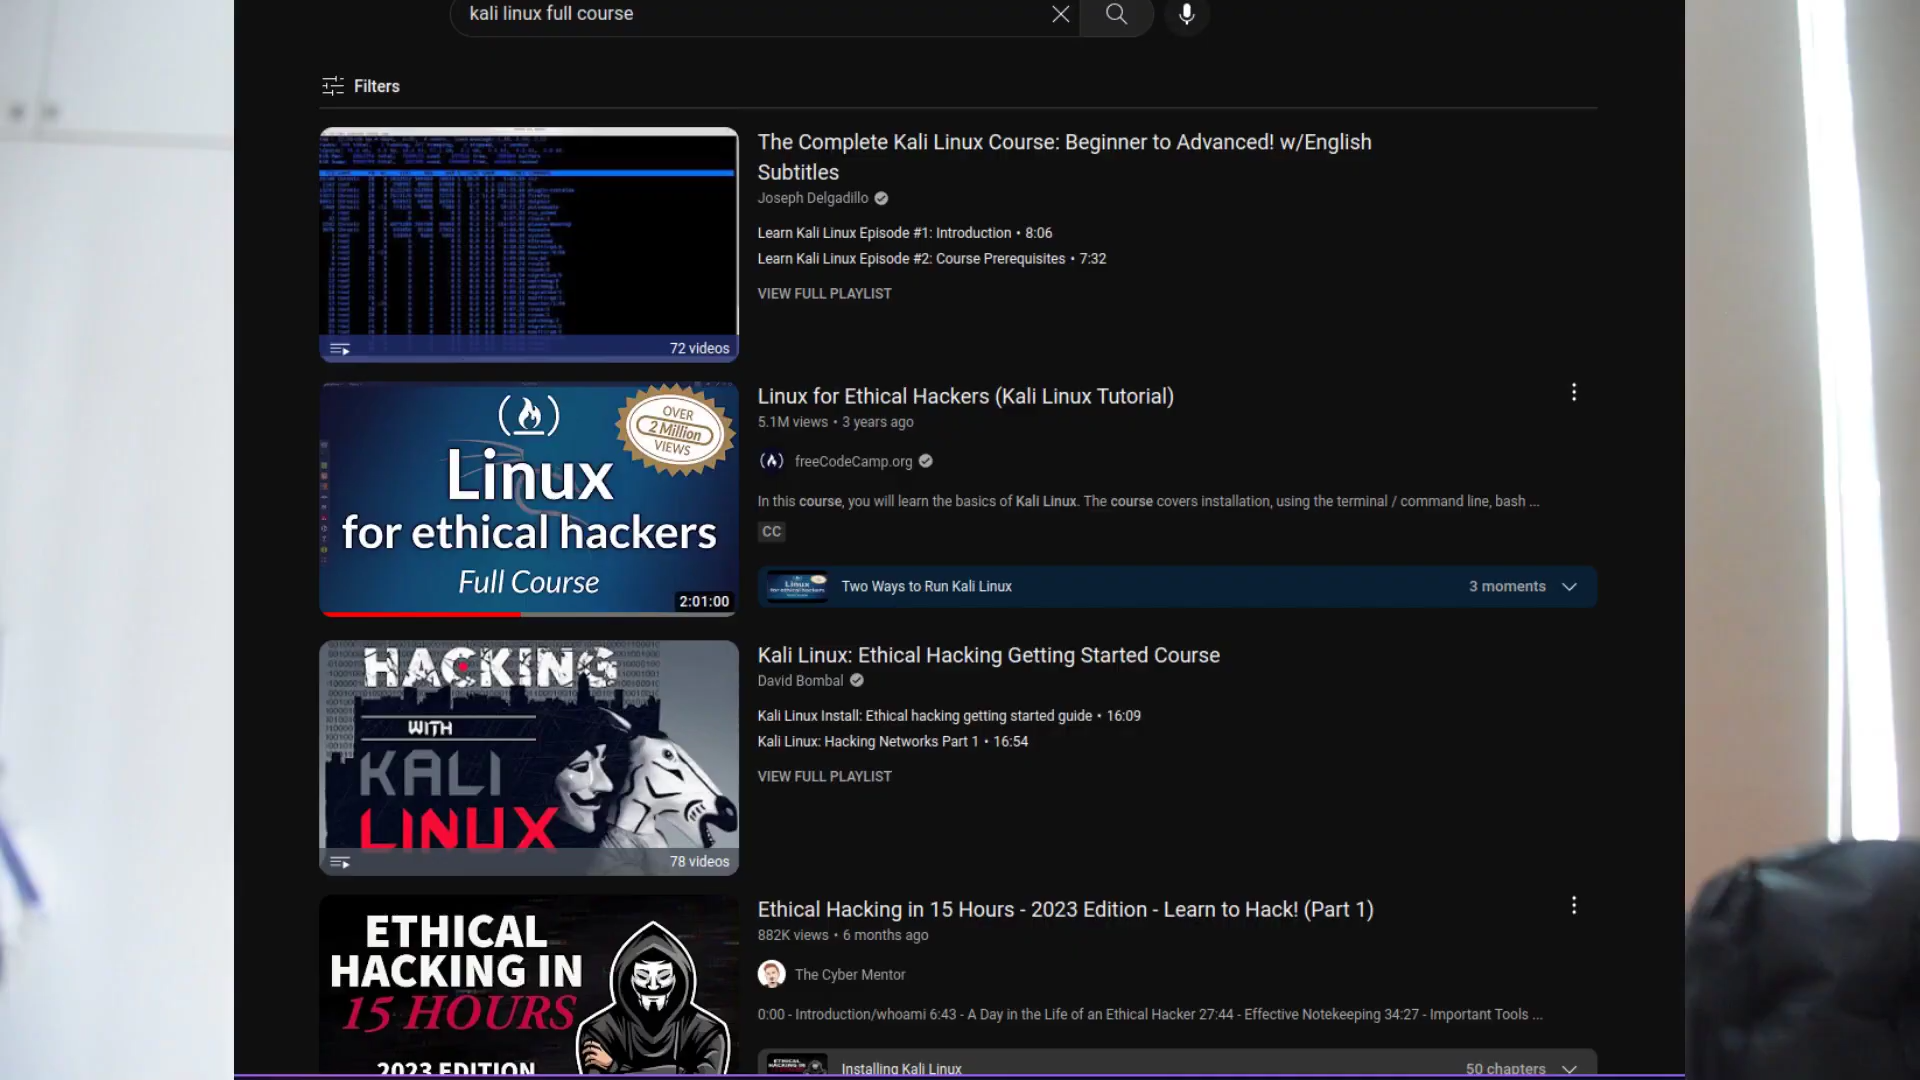 kali linux full course
Filters
The Complete Kali Linux Course: Beginner to Advanced! w/English
Subtitles
Joseph Delgadillo
Learn Kali Linux Episode #1: Introduction • 8:06
Learn Kali Linux Episode #2: Course Prerequisites • 7:32
VIEW FULL PLAYLIST
72 videos
OVER
2 Million
VIEWS
Linux
for ethical hackers
Full Course
2:01:00
Linux for Ethical Hackers (Kali Linux Tutorial)
5.1M views • 3 years ago
freeCodeCamp.org
In this course, you will learn the basics of Kali Linux. The course covers installation, using the terminal / command line, bash ...
CC
Two Ways to Run Kali Linux
3 moments
HACKING
WITH
KALI
LINUX
78 videos
Kali Linux: Ethical Hacking Getting Started Course
David Bombal
Kali Linux Install: Ethical hacking getting started guide • 16:09
Kali Linux: Hacking Networks Part 1 • 16:54
VIEW FULL PLAYLIST
ETHICAL
HACKING IN
15 HOURS
2023 EDITION
Ethical Hacking in 15 Hours - 2023 Edition - Learn to Hack! (Part 1)
882K views • 6 months ago
The Cyber Mentor
0:00 - Introduction/whoami 6:43 - A Day in the Life of an Ethical Hacker 27:44 - Effective Notekeeping 34:27 - Important Tools ...
Installing Kali Linux
50 chapters